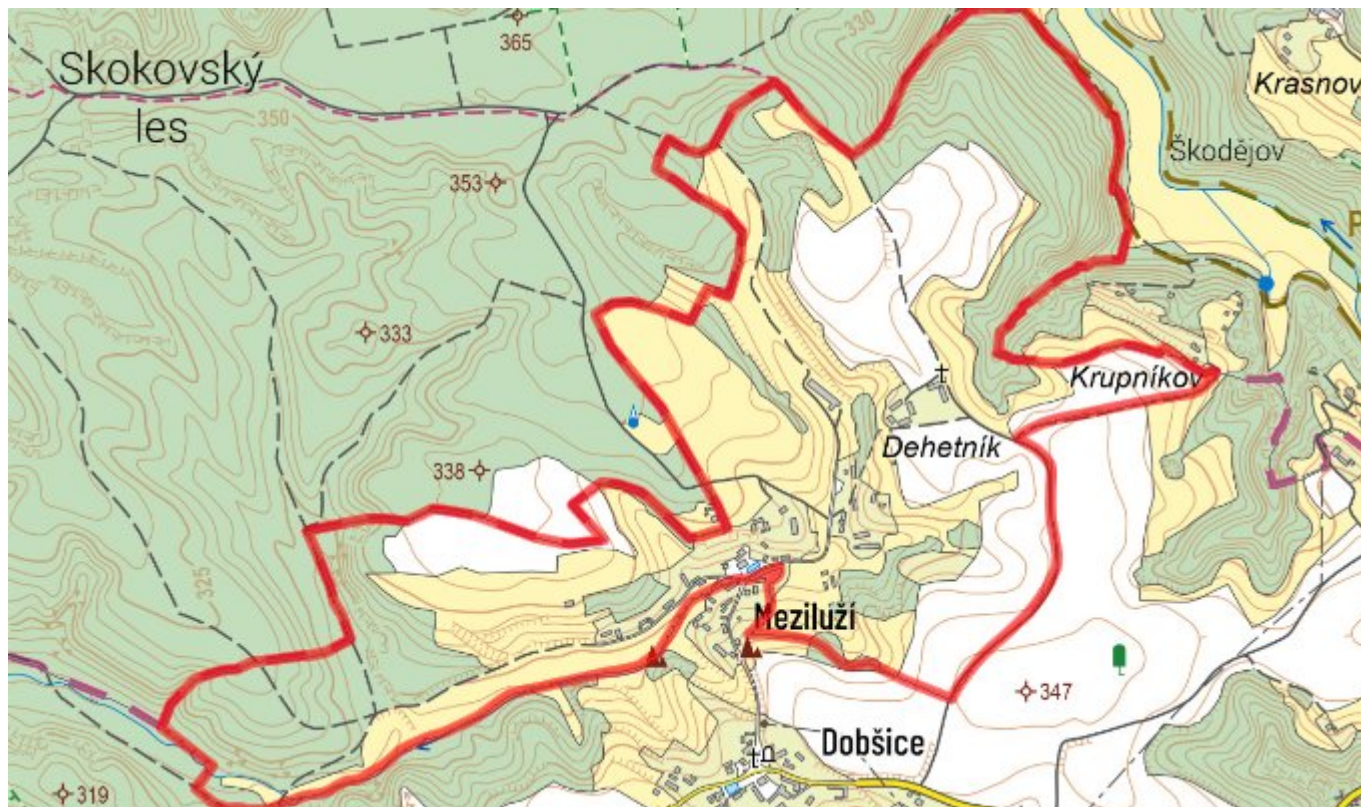 365
330
Skokovský
les
Krasnov
350
Škodějov
353
P
333
Krupníkov
Dehetník
338
325
Meziluží
347
Dobšice
319